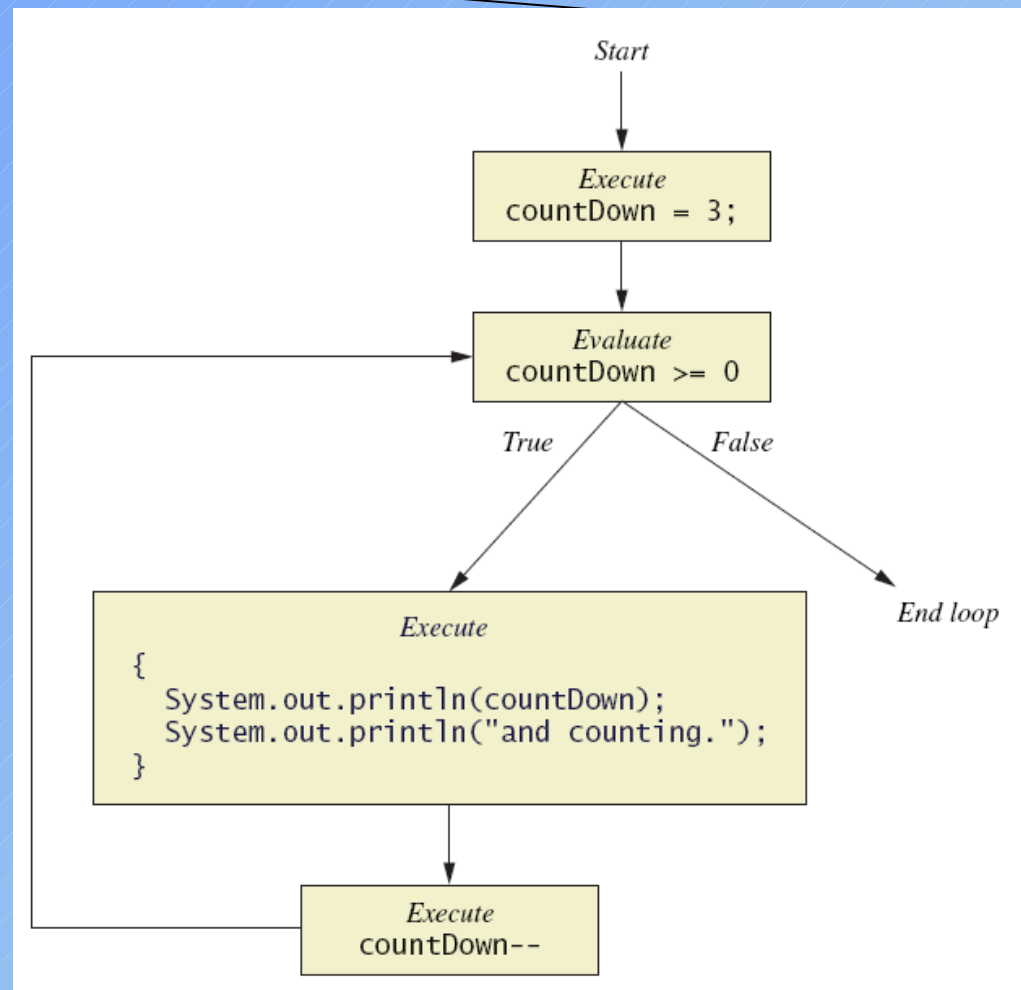 Start
Execute
countDown = 3;
Evaluate
countDown >= 0
True
False
End loop
Execute
{
System.out.println(countDown);
System.out.println("and counting.");
}
Execute
countDown--